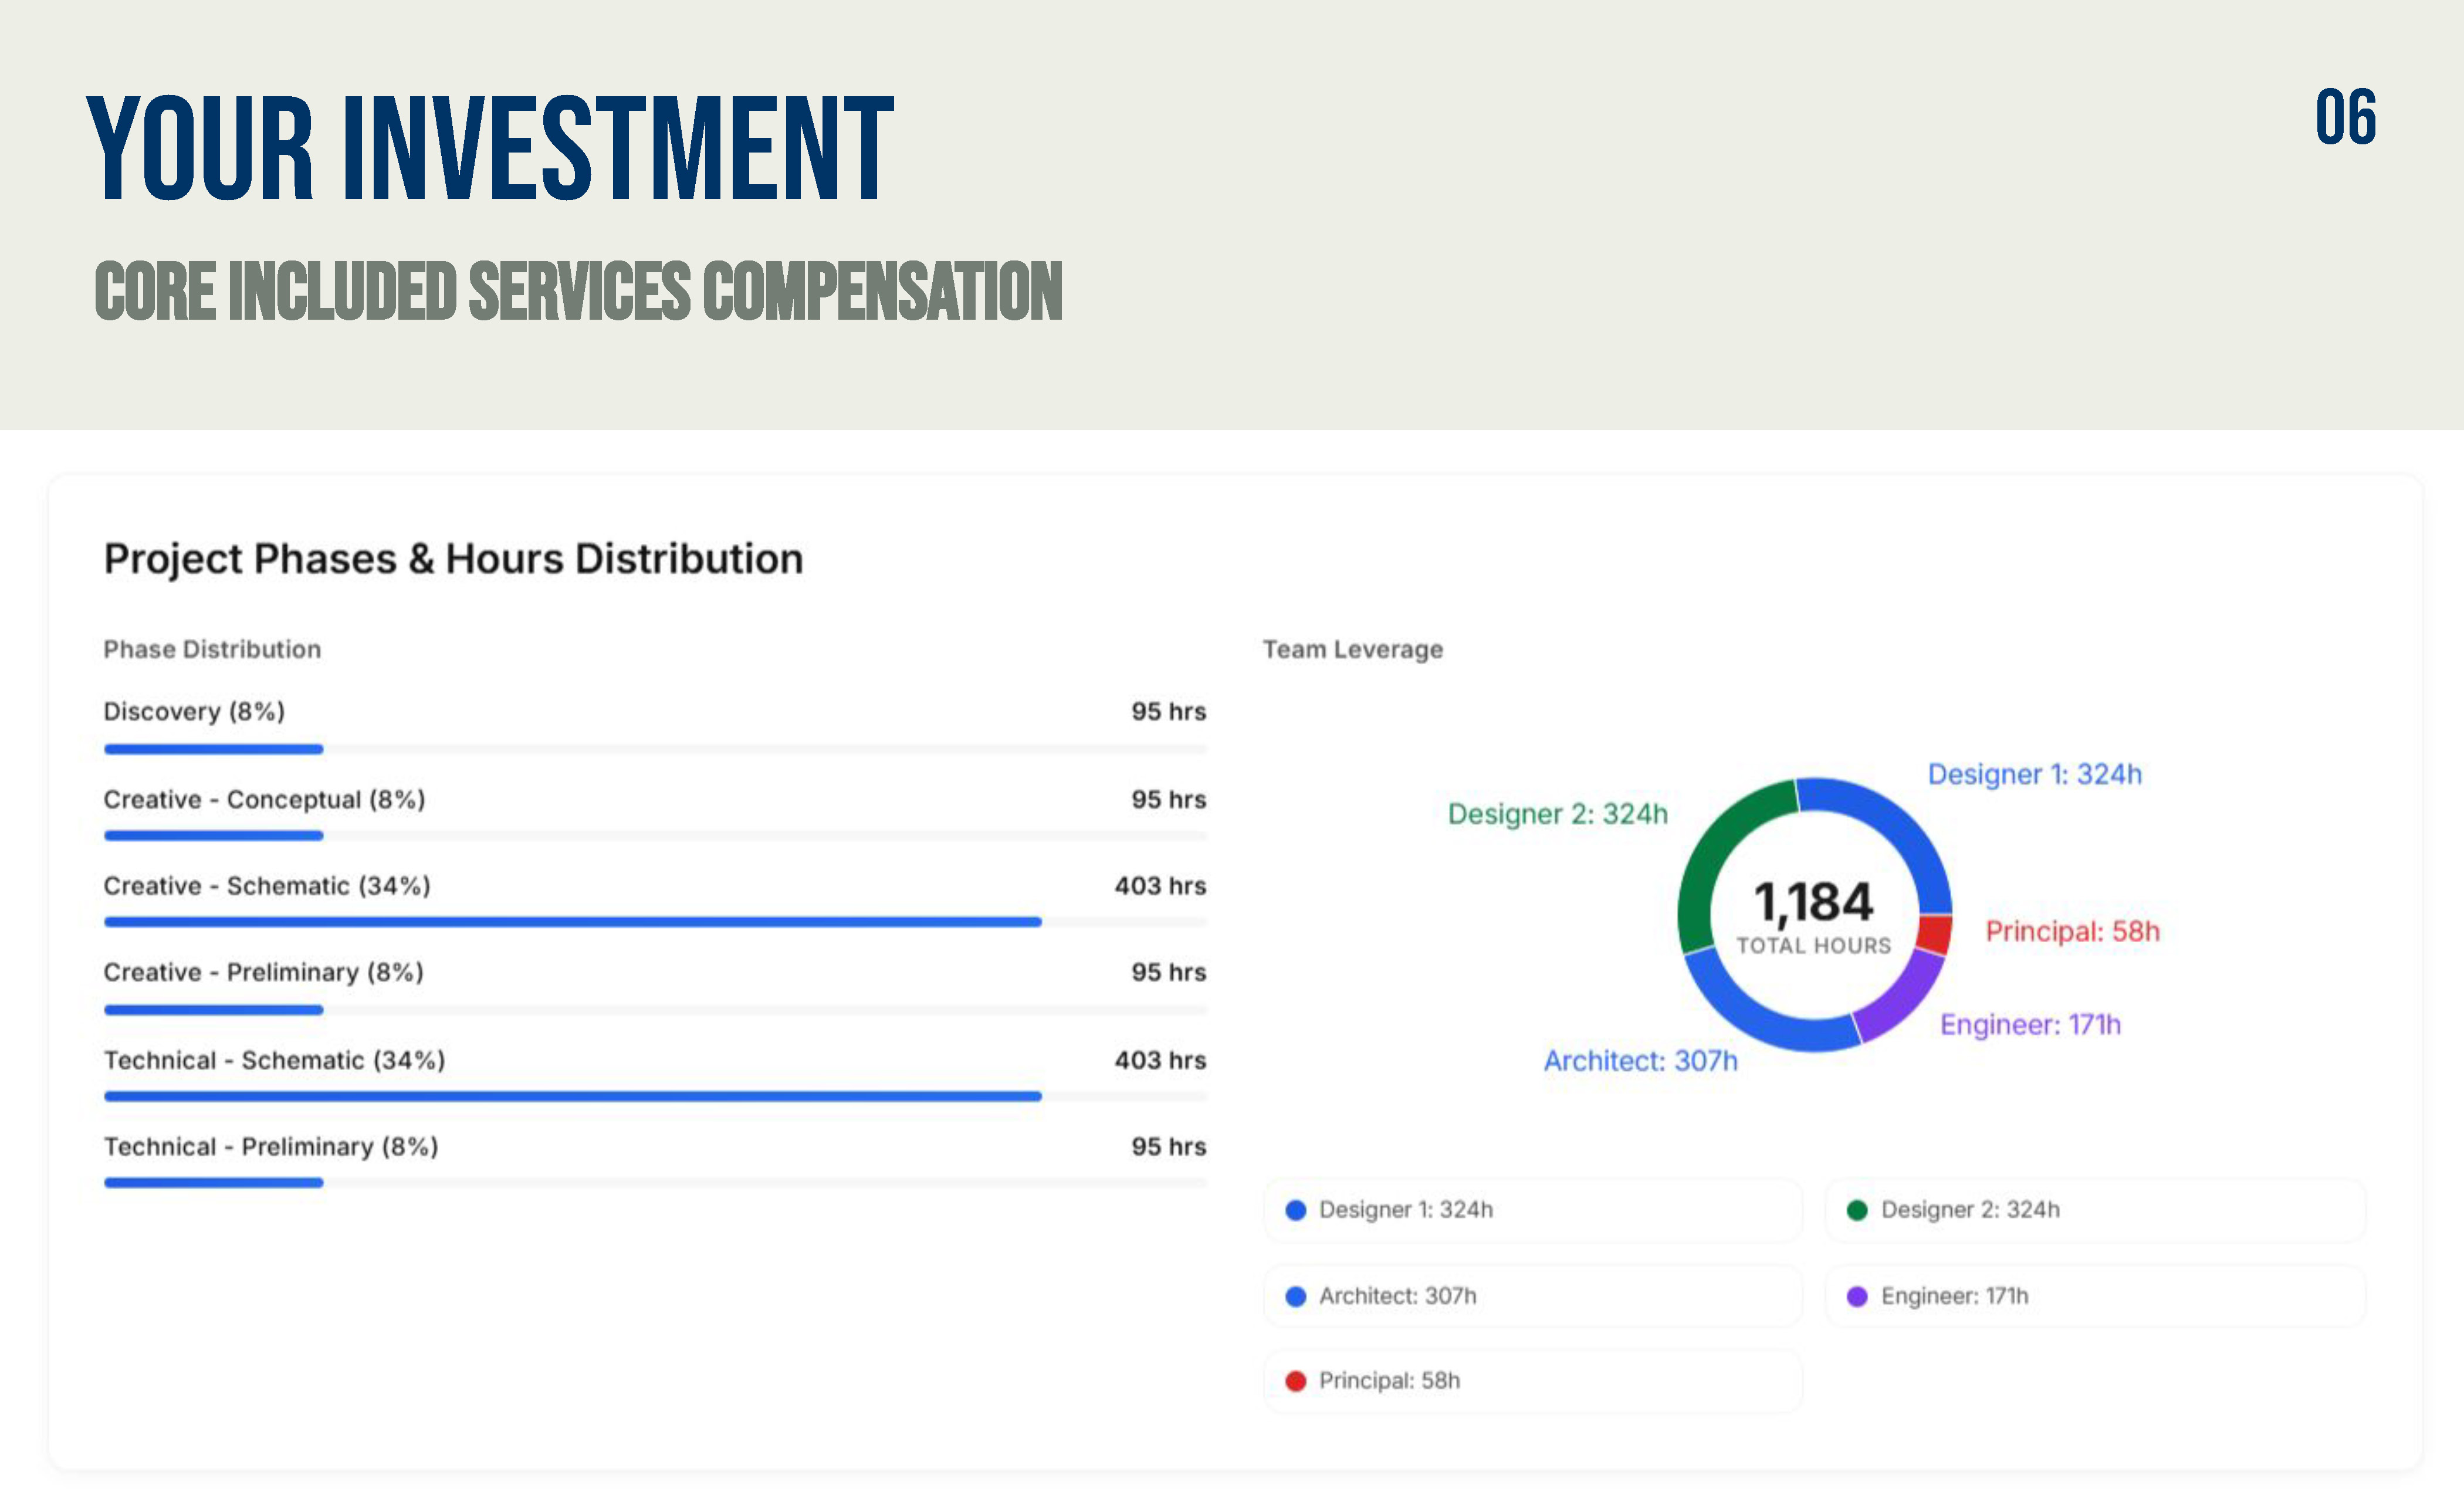 YOUR INVESTMENT
06
CORE INCLUDED SERVICES COMPENSATION
Project Phases & Hours Distribution
Phase Distribution
Discovery (8%) 95 hrs
Creative - Conceptual (8%) 95 hrs
Creative - Schematic (34%) 403 hrs
Creative - Preliminary (8%) 95 hrs
Technical - Schematic (34%) 403 hrs
Technical - Preliminary (8%) 95 hrs
Team Leverage
Designer 1: 324h
Designer 2: 324h
1,184
TOTAL HOURS
Principal: 58h
Engineer: 171h
Architect: 307h
Designer 1: 324h
Designer 2: 324h
Architect: 307h
Engineer: 171h
Principal: 58h